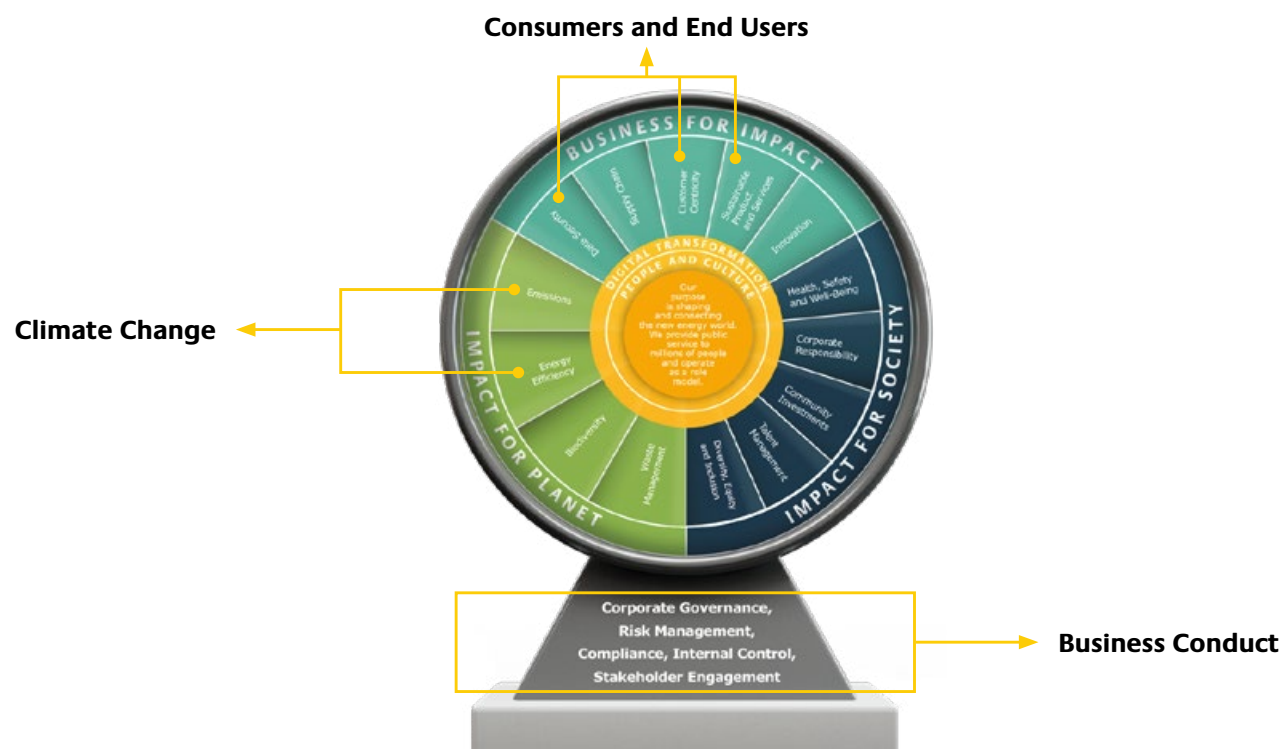 Consumers and End Users
BUSINESS FOR IMPACT
Data Security
Supply Chain
Customer
Centricity
Sustainable
Product
and Services
Innovation
DIGITAL TRANSFORMATION
PEOPLE AND CULTURE
Our
purpose
is shaping
and connecting
the new energy world.
We provide public
service to
millions of people
and operate
as a role
model.
Health, Safety
and Well-Being
Corporate
Responsibility
Community
Investments
Talent
Management
Diversity, Equity
and Inclusion
IMPACT FOR SOCIETY
Climate Change
Emissions
Energy
Efficiency
Biodiversity
Waste
Management
IMPACT FOR PLANET
Corporate Governance,
Risk Management,
Compliance, Internal Control,
Stakeholder Engagement
Business Conduct